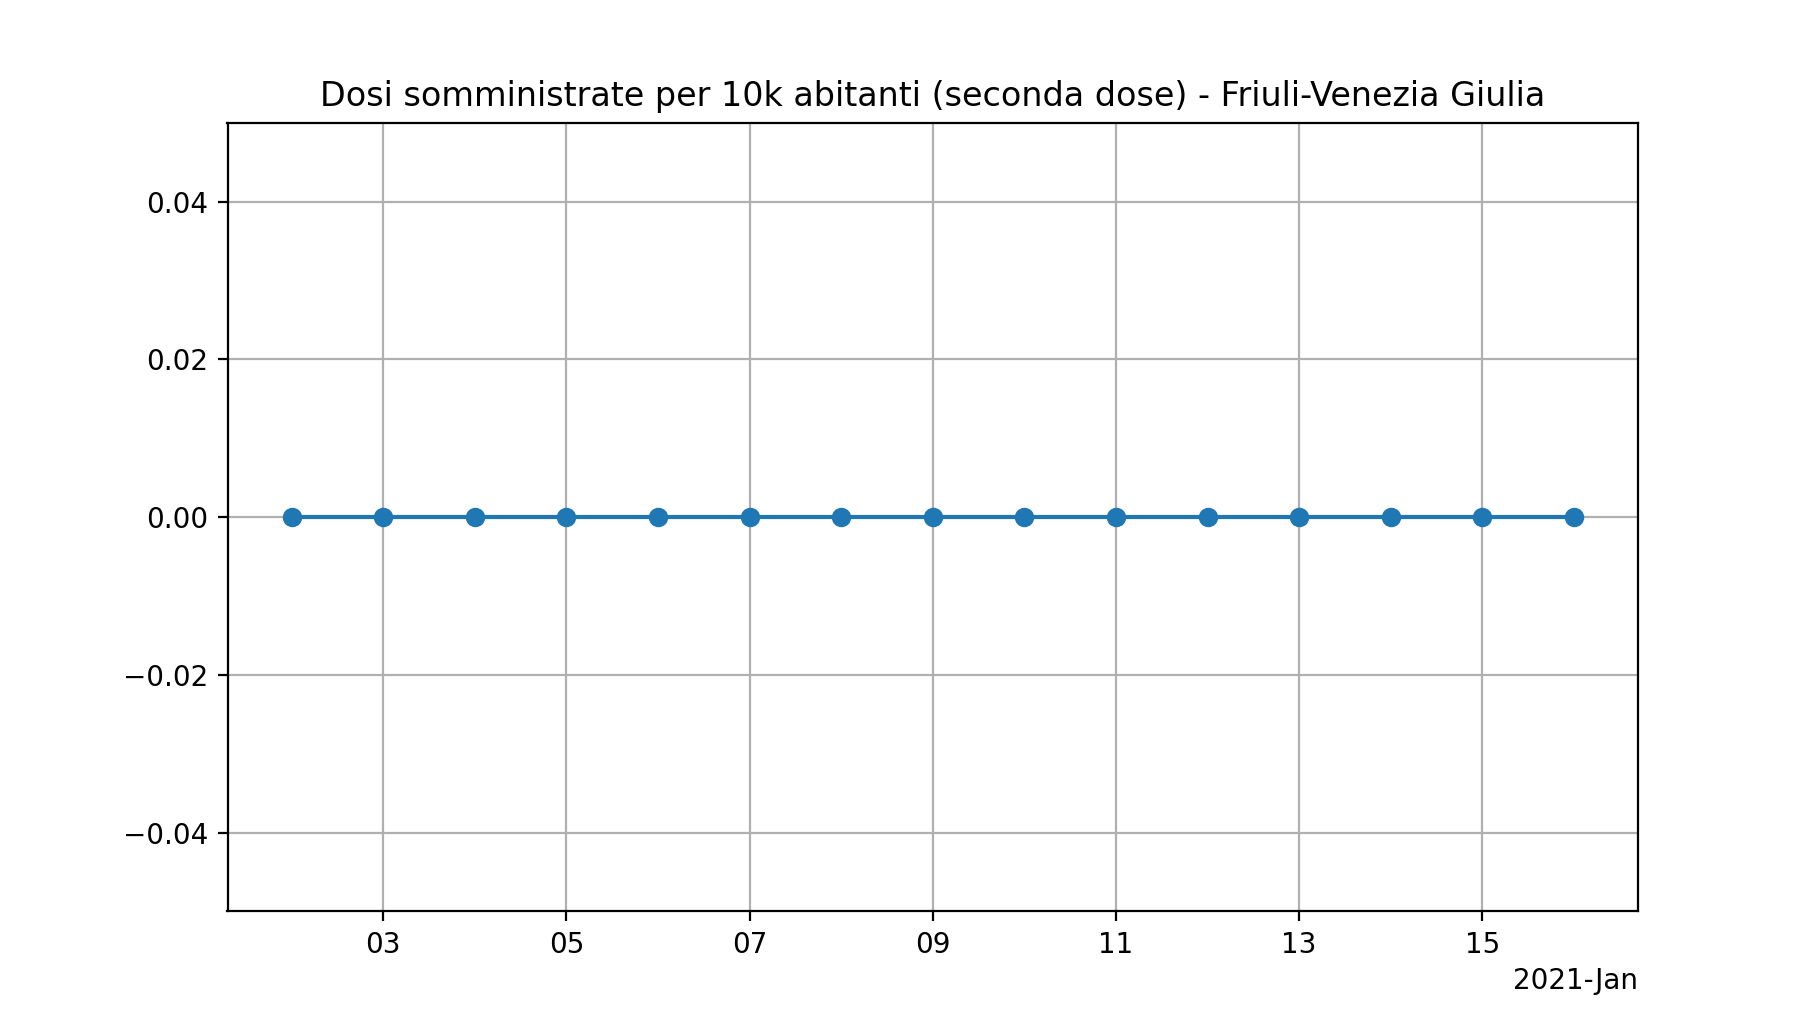 Dosi somministrate per 10k abitanti (seconda dose) - Friuli-Venezia Giulia
0.04
0.02
0.00
−0.02
−0.04
03 05 07 09 11 13 15
2021-Jan